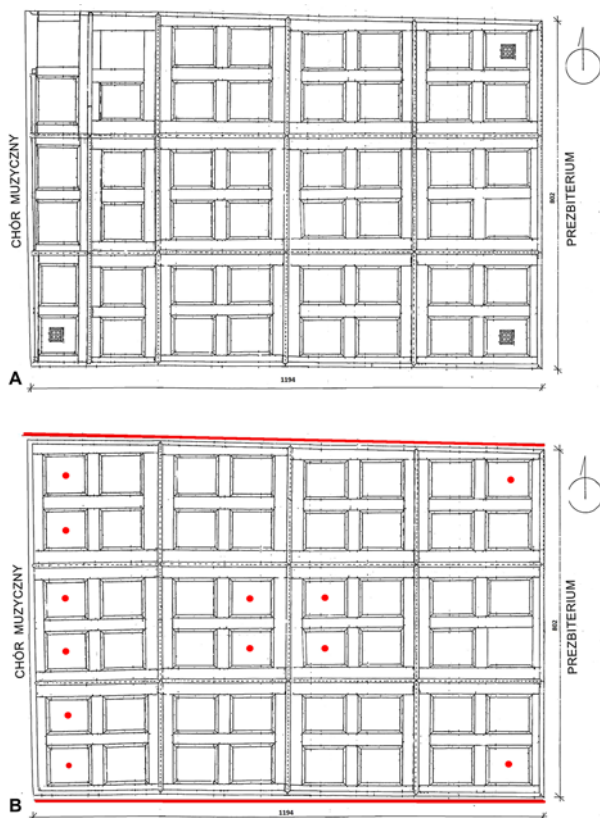 CHÓR MUZYCZNY
802
PREZBITERIUM
A
1194
CHÓR MUZYCZNY
802
PREZBITERIUM
B
1194